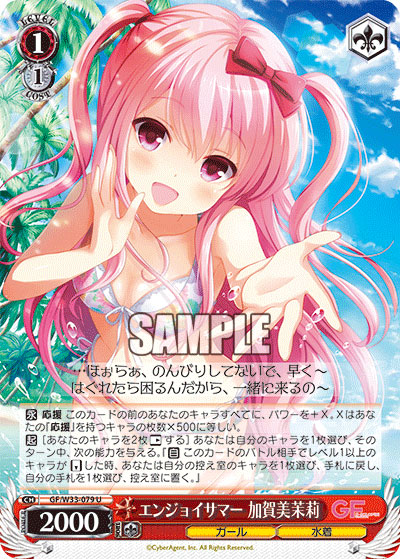 LEVEL
1
1
COST
SAMPLE
…ほぉらぁ、のんびりしてないで、早く～
はぐれたら困るんだから、一緒に来るの～
永 応援 このカードの前のあなたのキャラすべてに、パワーを＋X。Xはあなた
の「応援」を持つカードの枚数×500に等しい。
起 ［あなたのキャラを2枚レストする］ あなたは自分のキャラを1枚選び、その
ターン中、次の能力を与える。『自 このカードのバトル相手でレベル1以上の
キャラがリバースした時、あなたは自分の控え室のキャラを1枚選び、手札に戻し、
自分の手札を1枚選び、控え室に置く。』
CH
GF/W33-079 U
2000
エンジョイサマー 加賀美茉莉
GF
ガール
水着
©CyberAgent, Inc. All Rights Reserved.